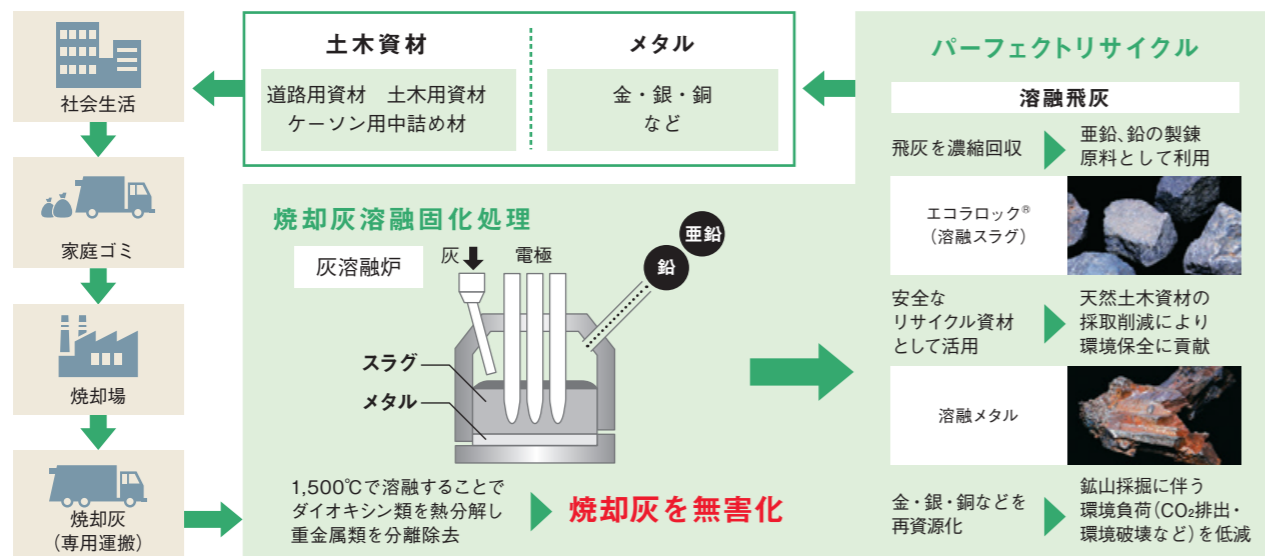 社会生活
家庭ゴミ
焼却場
焼却灰
（専用運搬）
土木資材
道路用資材　土木用資材
ケーソン用中詰め材
メタル
金・銀・銅
など
焼却灰溶融固化処理
灰溶融炉
灰
電極
鉛
亜鉛
スラグ
メタル
1,500℃で溶融することで
ダイオキシン類を熱分解し
重金属類を分離除去
焼却灰を無害化
パーフェクトリサイクル
溶融飛灰
飛灰を濃縮回収
亜鉛、鉛の製錬
原料として利用
エコラロック®
（溶融スラグ）
安全な
リサイクル資材
として活用
天然土木資材の
採取削減により
環境保全に貢献
溶融メタル
金・銀・銅などを
再資源化
鉱山採掘に伴う
環境負荷（CO₂排出・
環境破壊など）を低減